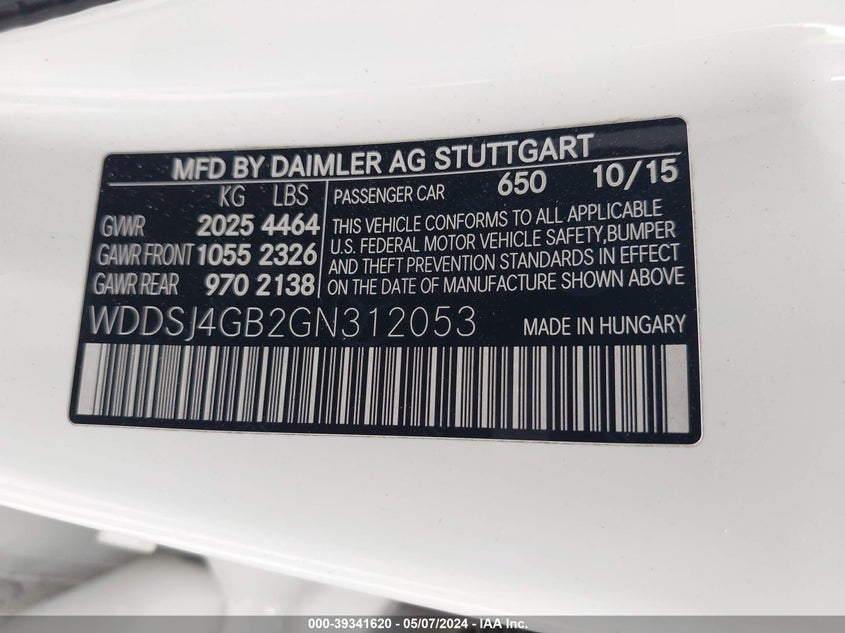 MFD BY DAIMLER AG STUTTGART
KG LBS
GVWR 2025 4464
GAWR FRONT 1055 2326
GAWR REAR 970 2138
PASSENGER CAR 650 10/15
THIS VEHICLE CONFORMS TO ALL APPLICABLE
U.S. FEDERAL MOTOR VEHICLE SAFETY,BUMPER
AND THEFT PREVENTION STANDARDS IN EFFECT
ON THE DATE OF MANUFACTURE SHOWN ABOVE
WDDSJ4GB2GN312053 MADE IN HUNGARY
000-39341620 - 05/07/2024 - IAAI Inc.